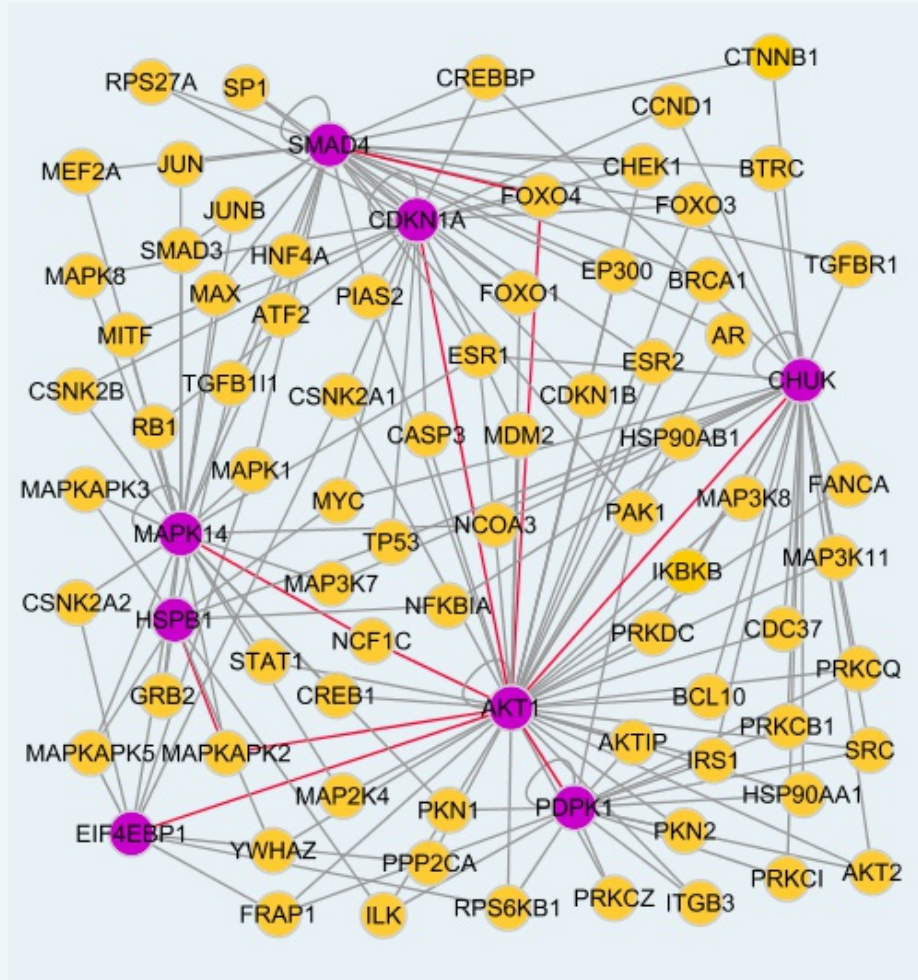 CTNNB1
RPS27A
SP1
CREBBP
CCND1
SMAD4
MEF2A
JUN
CHEK1
BTRC
FOXO4
JUNB
CDKN1A
FOXO3
SMAD3
HNF4A
MAPK8
EP300
BRCA1
TGFBR1
MAX
PIAS2
FOXO1
ATF2
MITF
AR
ESR1
ESR2
CSNK2B
TGFB1I1
CSNK2A1
CDKN1B
CHUK
RB1
CASP3
MDM2
HSP90AB1
MAPK1
MAPKAPK3
MYC
MAP3K8
FANCA
MAPK14
TP53
NCOA3
PAK1
MAP3K7
IKBKB
MAP3K11
CSNK2A2
HSPB1
NFKBIA
NCF1C
PRKDC
CDC37
STAT1
PRKCQ
GRB2
CREB1
AKT1
BCL10
MAPKAPK5
MAPKAPK2
AKTIP
PRKCB1
IRS1
SRC
MAP2K4
PKN1
PDPK1
HSP90AA1
EIF4EBP1
YWHAZ
PPP2CA
PKN2
FRAP1
ILK
RPS6KB1
PRKCZ
ITGB3
PRKCI
AKT2